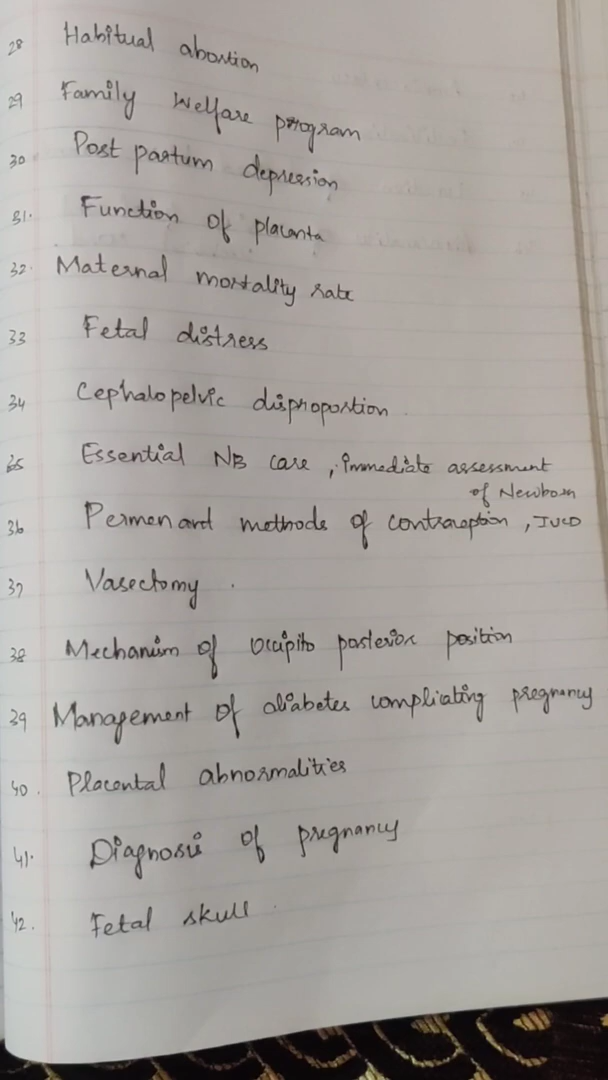 28 Habitual abortion
29 Family Welfare program
30 Post partum depression
31. Function of placenta
32. Maternal mortality rate
33 Fetal distress
34 Cephalopelvic disproportion
35 Essential NB care, immediate assessment
of Newborn
36 Permenant methods of contraception, IUCD
37 Vasectomy.
38 Mechanism of occipito posterior position
39 Management of diabetes complicating pregnancy
40. Placental abnormalities
41. Diagnosis of pregnancy
42. Fetal skull